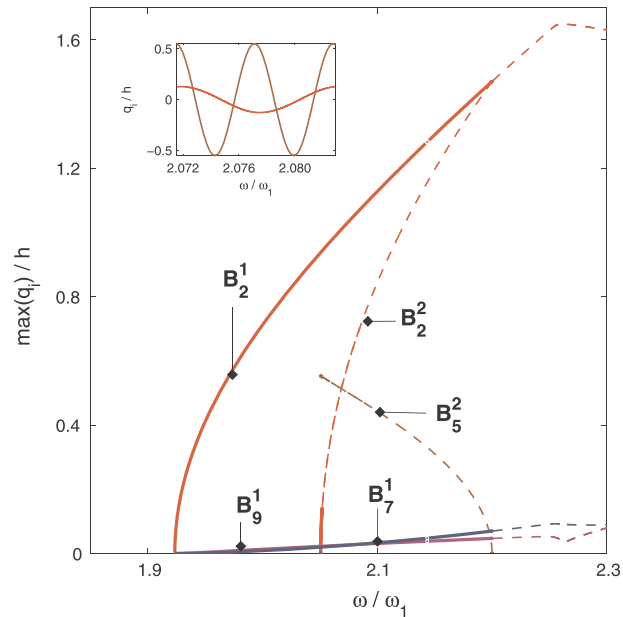 1.6
0.5
0
−0.5
q_i / h
2.072
2.076
2.080
ω / ω_1
1.2
B_2^1
0.8
B_2^2
max(q_i) / h
B_5^2
0.4
B_9^1
B_7^1
0
1.9
2.1
2.3
ω / ω_1